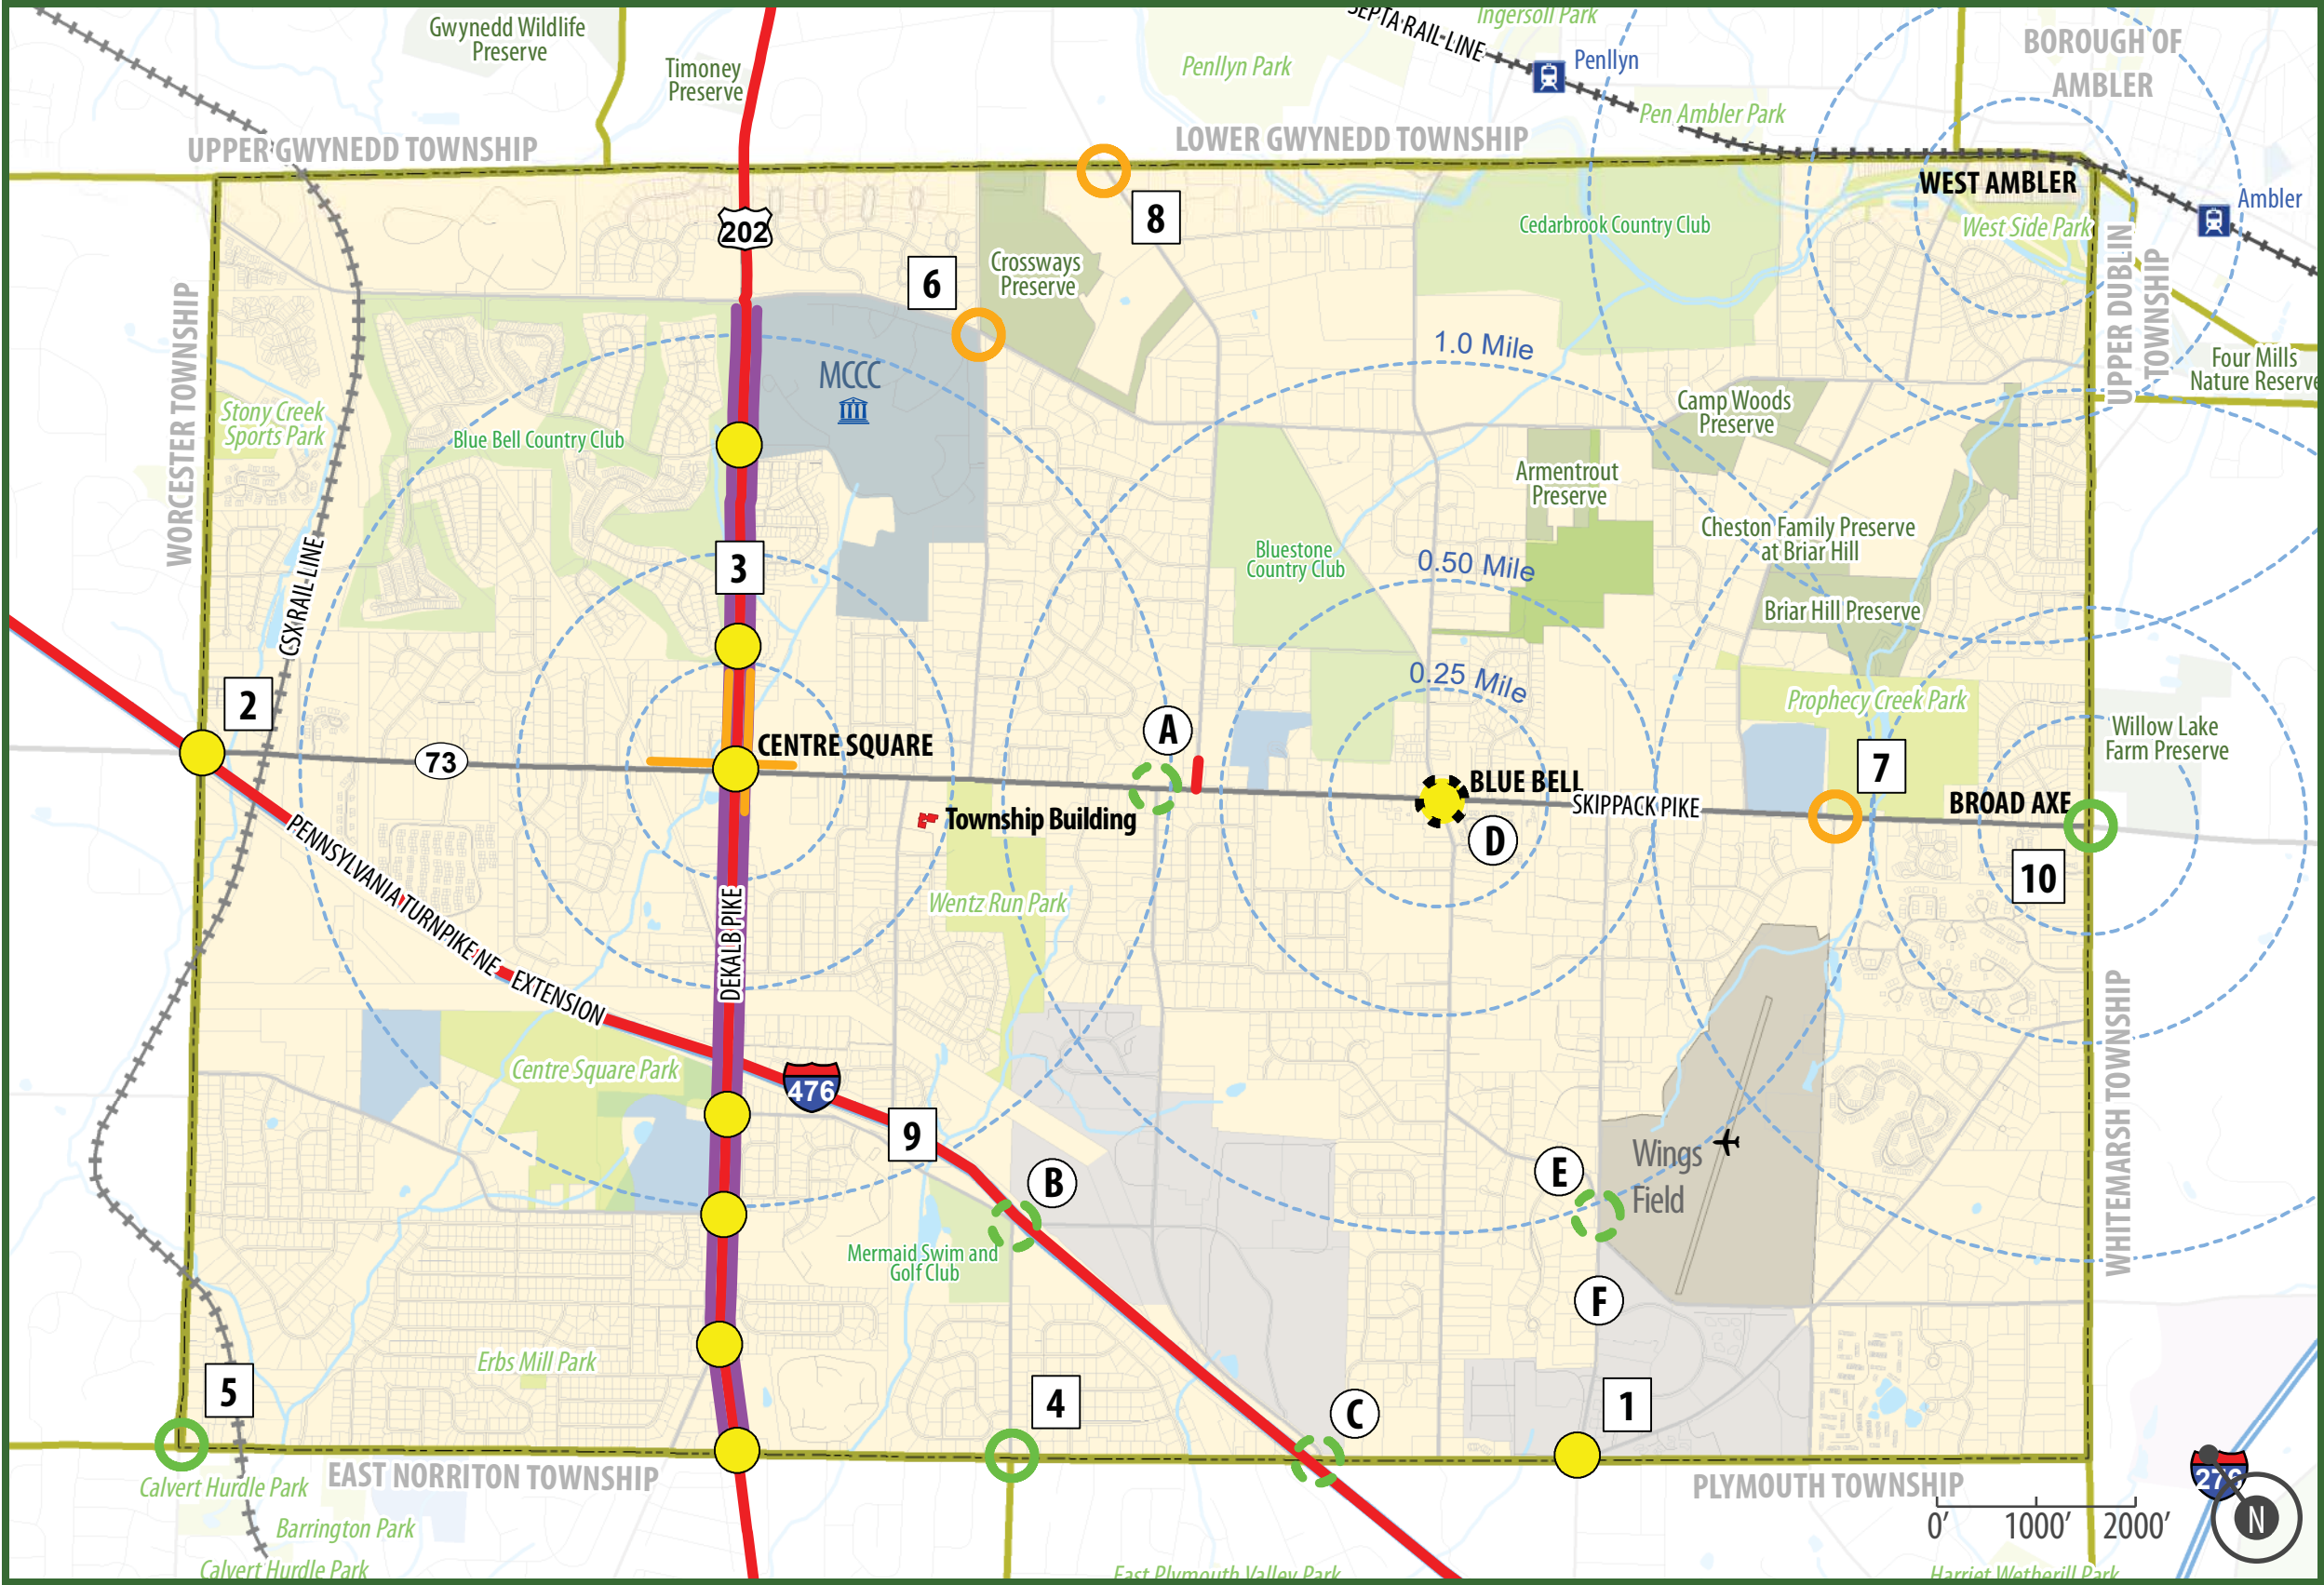 SEPTA RAIL LINE
Ingersoll Park
Gwynedd Wildlife
Preserve
Timoney
Preserve
Penllyn Park
Penllyn
BOROUGH OF
AMBLER
Pen Ambler Park
UPPER GWYNEDD TOWNSHIP
LOWER GWYNEDD TOWNSHIP
WEST AMBLER
Ambler
West Side Park
202
8
6
Crossways
Preserve
Cedarbrook Country Club
UPPER DUBLIN
TOWNSHIP
WORCESTER TOWNSHIP
1.0 Mile
Four Mills
Nature Reserve
MCCC
Stony Creek
Sports Park
Blue Bell Country Club
Camp Woods
Preserve
Armentrout
Preserve
Cheston Family Preserve
at Briar Hill
Bluestone
Country Club
0.50 Mile
3
CSX RAIL LINE
Briar Hill Preserve
0.25 Mile
2
Prophecy Creek Park
Willow Lake
Farm Preserve
A
73
CENTRE SQUARE
7
BLUE BELL
SKIPPACK PIKE
BROAD AXE
Township Building
D
10
PENNSYLVANIA TURNPIKE NE EXTENSION
DEKALB PIKE
Wentz Run Park
WHITEMARSH TOWNSHIP
Centre Square Park
476
9
B
E
Wings
Field
Mermaid Swim and
Golf Club
F
Erbs Mill Park
5
4
C
1
EAST NORRITON TOWNSHIP
PLYMOUTH TOWNSHIP
Calvert Hurdle Park
276
0'
1000'
2000'
N
Barrington Park
Calvert Hurdle Park
East Plymouth Valley Park
Harriet Wetherill Park